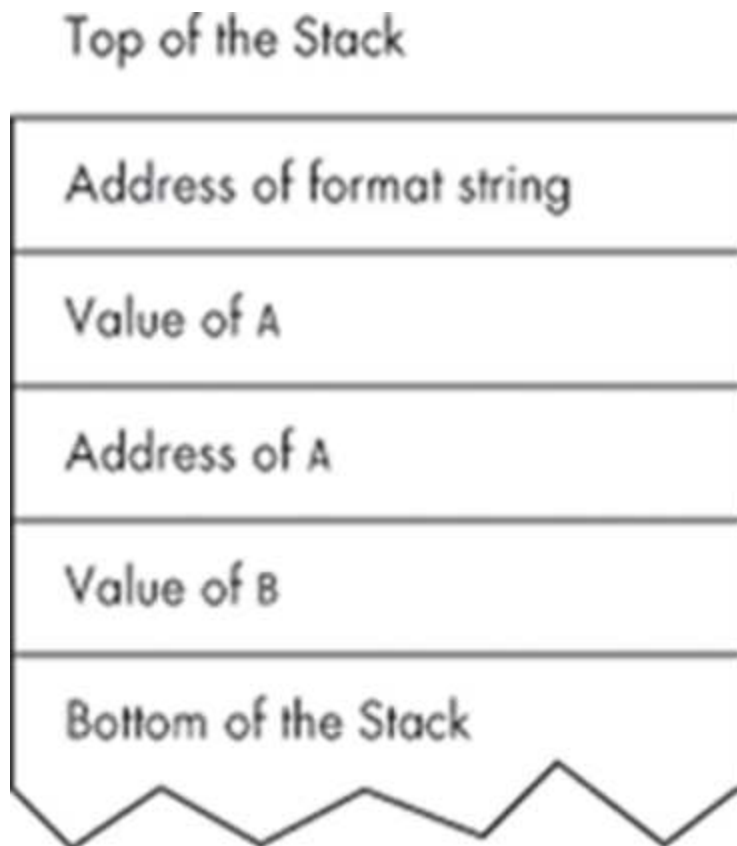 Top of the Stack
Address of format string
Value of A
Address of A
Value of B
Bottom of the Stack